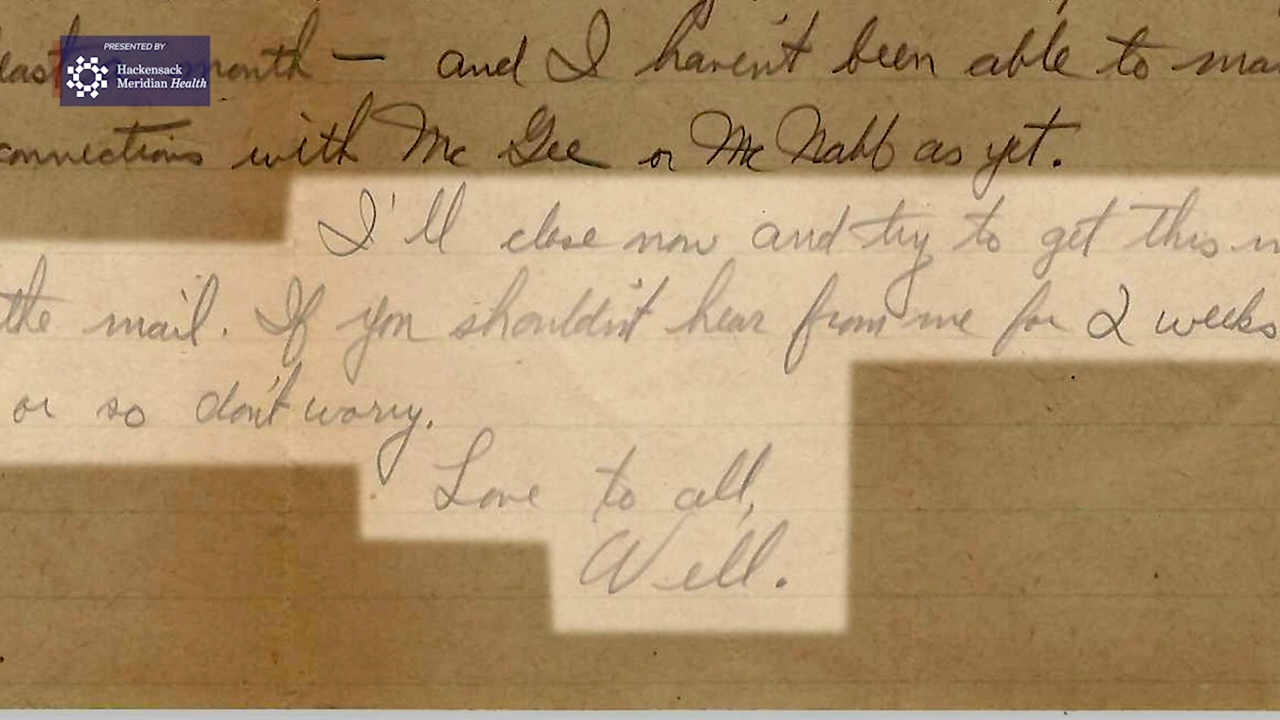 PRESENTED BY
Hackensack
Meridian Health
last month — and I haven't been able to
connections with Mc Gee or Mc Nabb as yet.
I'll close now and try to get this
the mail. If you shouldn't hear from me for 2 weeks
or so don't worry.
Love to all,
Well.